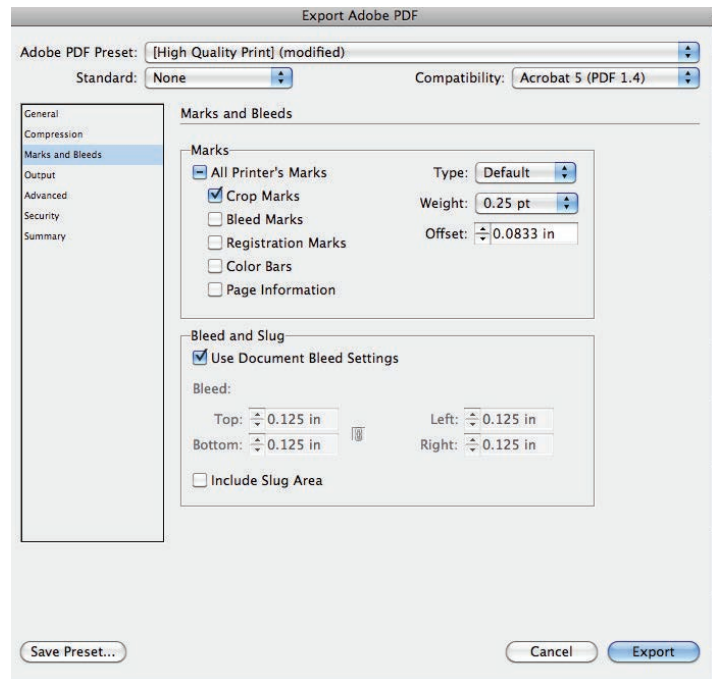 Export Adobe PDF
Adobe PDF Preset: [High Quality Print] (modified)
Standard: None Compatibility: Acrobat 5 (PDF 1.4)
General
Compression
Marks and Bleeds
Output
Advanced
Security
Summary
Marks and Bleeds
Marks
All Printer's Marks Type: Default
Crop Marks Weight: 0.25 pt
Bleed Marks Offset: 0.0833 in
Registration Marks
Color Bars
Page Information
Bleed and Slug
Use Document Bleed Settings
Bleed:
Top: 0.125 in Left: 0.125 in
Bottom: 0.125 in Right: 0.125 in
Include Slug Area
Save Preset... Cancel Export